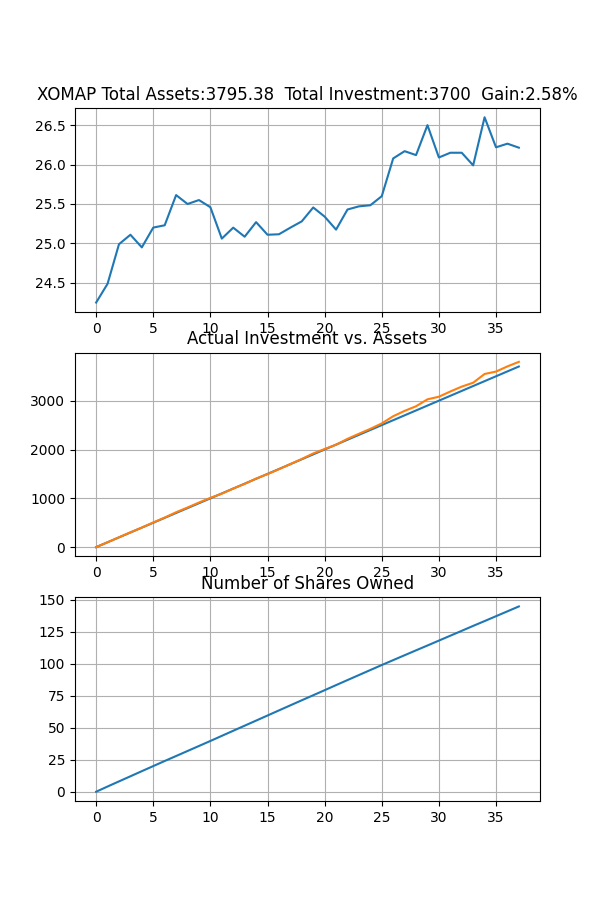 XOMAP Total Assets:3795.38  Total Investment:3700  Gain:2.58%
26.5
26.0
25.5
25.0
24.5
0 5 10 15 20 25 30 35
Actual Investment vs. Assets
3000
2000
1000
0
0 5 10 15 20 25 30 35
Number of Shares Owned
150
125
100
75
50
25
0
0 5 10 15 20 25 30 35